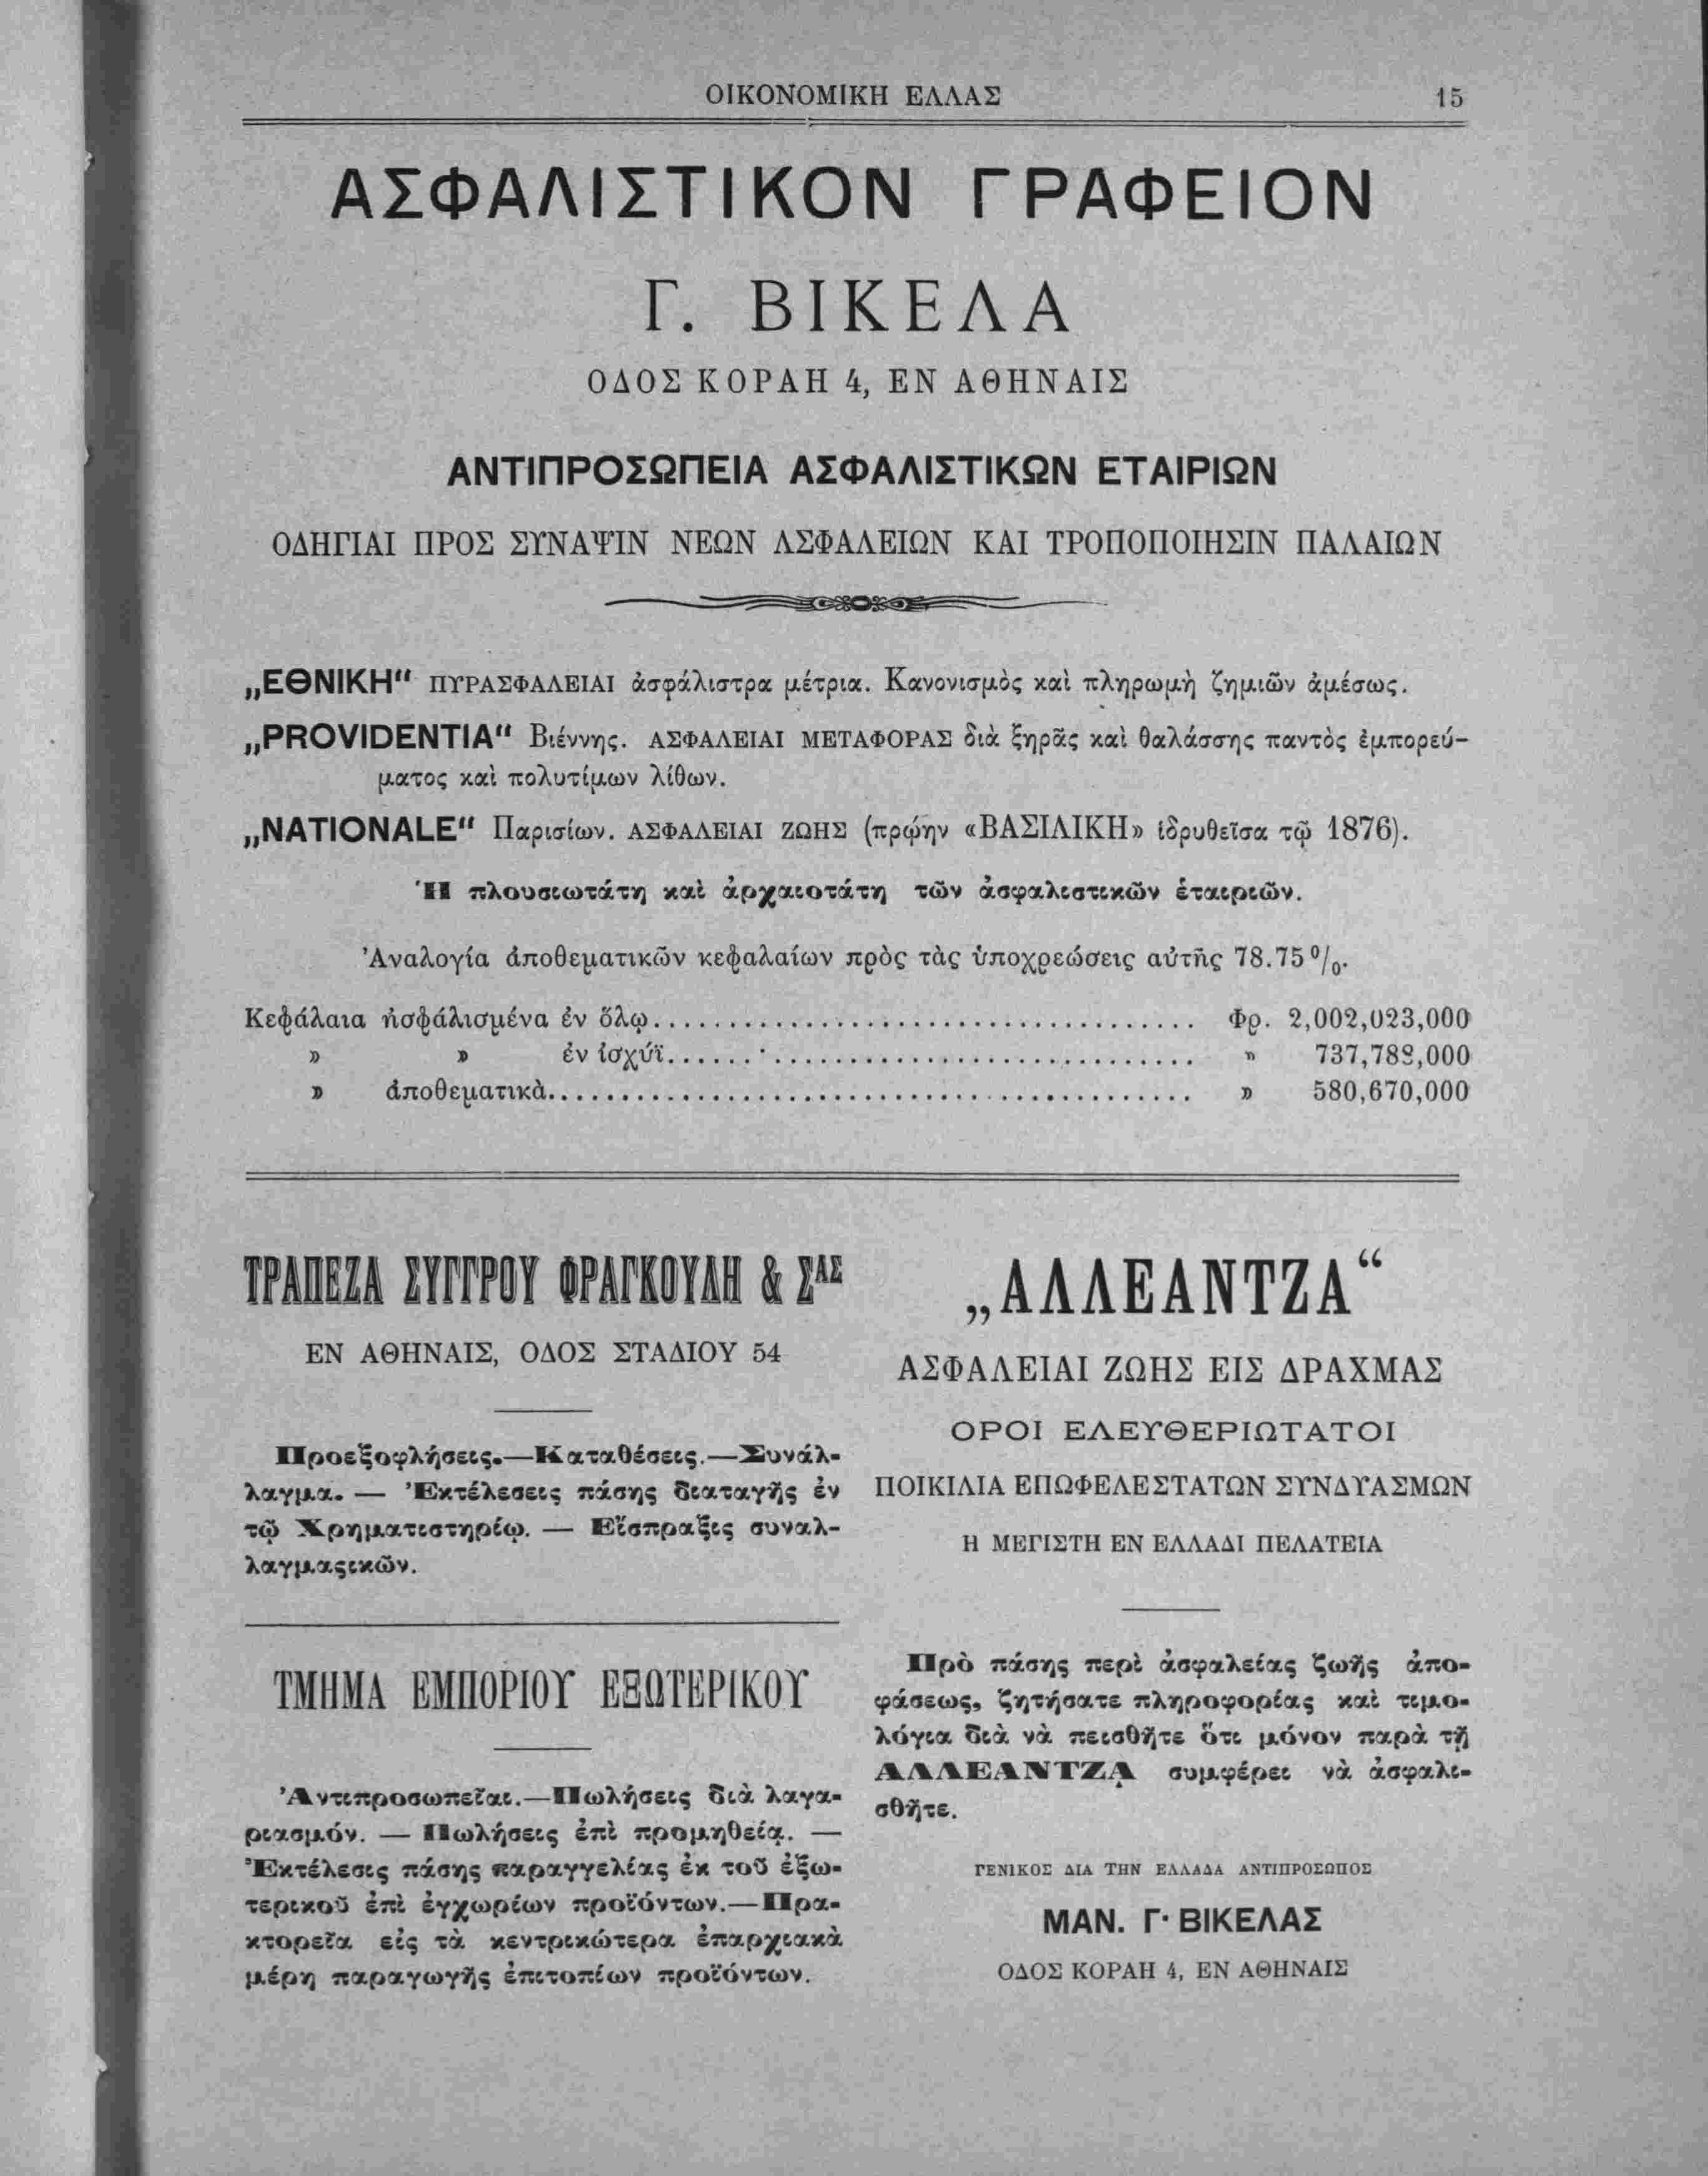 ΟΙΚΟΝΟΜΙΚΗ ΕΛΛΑΣ 15
ΑΣΦΑΛΙΣΤΙΚΟΝ ΓΡΑΦΕΙΟΝ
Γ. ΒΙΚΕΛΑ
ΟΔΟΣ ΚΟΡΑΗ 4, ΕΝ ΑΘΗΝΑΙΣ
ΑΝΤΙΠΡΟΣΩΠΕΙΑ ΑΣΦΑΛΙΣΤΙΚΩΝ ΕΤΑΙΡΙΩΝ
ΟΔΗΓΙΑΙ ΠΡΟΣ ΣΥΝΑΨΙΝ ΝΕΩΝ ΑΣΦΑΛΕΙΩΝ ΚΑΙ ΤΡΟΠΟΠΟΙΗΣΙΝ ΠΑΛΑΙΩΝ
„ΕΘΝΙΚΗ“ ΠΥΡΑΣΦΑΛΕΙΑΙ ἀσφάλιστρα μέτρια. Κανονισμὸς καὶ πληρωμὴ ζημιῶν ἀμέσως.
„PROVIDENTIA“ Βιέννης. ΑΣΦΑΛΕΙΑΙ ΜΕΤΑΦΟΡΑΣ διὰ ξηρᾶς καὶ θαλάσσης παντὸς ἐμπορεύ-
ματος καὶ πολυτίμων λίθων.
„NATIONALE“ Παρισίων. ΑΣΦΑΛΕΙΑΙ ΖΩΗΣ (πρώην «ΒΑΣΙΛΙΚΗ» ἱδρυθεῖσα τῷ 1876).
Ἡ πλουσιωτάτη καὶ ἀρχαιοτάτη τῶν ἀσφαλιστικῶν ἑταιριῶν.
Ἀναλογία ἀποθεματικῶν κεφαλαίων πρὸς τὰς ὑποχρεώσεις αὐτῆς 78.75 %.
Κεφάλαια ἠσφάλισμένα ἐν ὅλῳ........................................ Φρ. 2,002,023,000
» » ἐν ἰσχύϊ........................................ » 737,782,000
» ἀποθεματικὰ........................................ » 580,670,000
ΤΡΑΠΕΖΑ ΣΥΓΓΡΟΥ ΦΡΑΓΚΟΥΔΗ & ΣΑΣ
ΕΝ ΑΘΗΝΑΙΣ, ΟΔΟΣ ΣΤΑΔΙΟΥ 54
Προεξοφλήσεις.—Καταθέσεις.—Συνάλ-
λαγμα. — Ἐκτέλεσεις πάσης διαταγῆς ἐν
τῷ Χρηματιστηρίῳ. — Εἴσπραξις συναλ-
λαγμαςικῶν.
ΤΜΗΜΑ ΕΜΠΟΡΙΟΥ ΕΞΩΤΕΡΙΚΟΥ
Ἀντιπροσωπεῖαι.—Πωλήσεις διὰ λαγα-
ριασμόν. — Πωλήσεις ἐπὶ προμηθείᾳ. —
Ἐκτέλεσις πάσης παραγγελίας ἐκ τοῦ ἐξω-
τερικοῦ ἐπὶ ἐγχωρίων προϊόντων.—Πρα-
κτορεῖα εἰς τὰ κεντρικώτερα ἐπαρχιακὰ
μέρη παραγωγῆς ἐπιτοπίων προϊόντων.
„ΑΛΛΕΑΝΤΖΑ“
ΑΣΦΑΛΕΙΑΙ ΖΩΗΣ ΕΙΣ ΔΡΑΧΜΑΣ
ΟΡΟΙ ΕΛΕΥΘΕΡΙΩΤΑΤΟΙ
ΠΟΙΚΙΛΙΑ ΕΠΩΦΕΛΕΣΤΑΤΩΝ ΣΥΝΔΥΑΣΜΩΝ
Η ΜΕΓΙΣΤΗ ΕΝ ΕΛΛΑΔΙ ΠΕΛΑΤΕΙΑ
Πρὸ πάσης περὶ ἀσφαλείας ζωῆς ἀπο-
φάσεως, ζητήσατε πληροφορίας καὶ τιμο-
λόγια διὰ νὰ πεισθῆτε ὅτι μόνον παρὰ τῇ
ΑΛΛΕΑΝΤΖᾼ συμφέρει νὰ ἀσφαλι-
σθῆτε.
ΓΕΝΙΚΟΣ ΔΙΑ ΤΗΝ ΕΛΛΑΔΑ ΑΝΤΙΠΡΟΣΩΠΟΣ
ΜΑΝ. Γ· ΒΙΚΕΛΑΣ
ΟΔΟΣ ΚΟΡΑΗ 4, ΕΝ ΑΘΗΝΑΙΣ